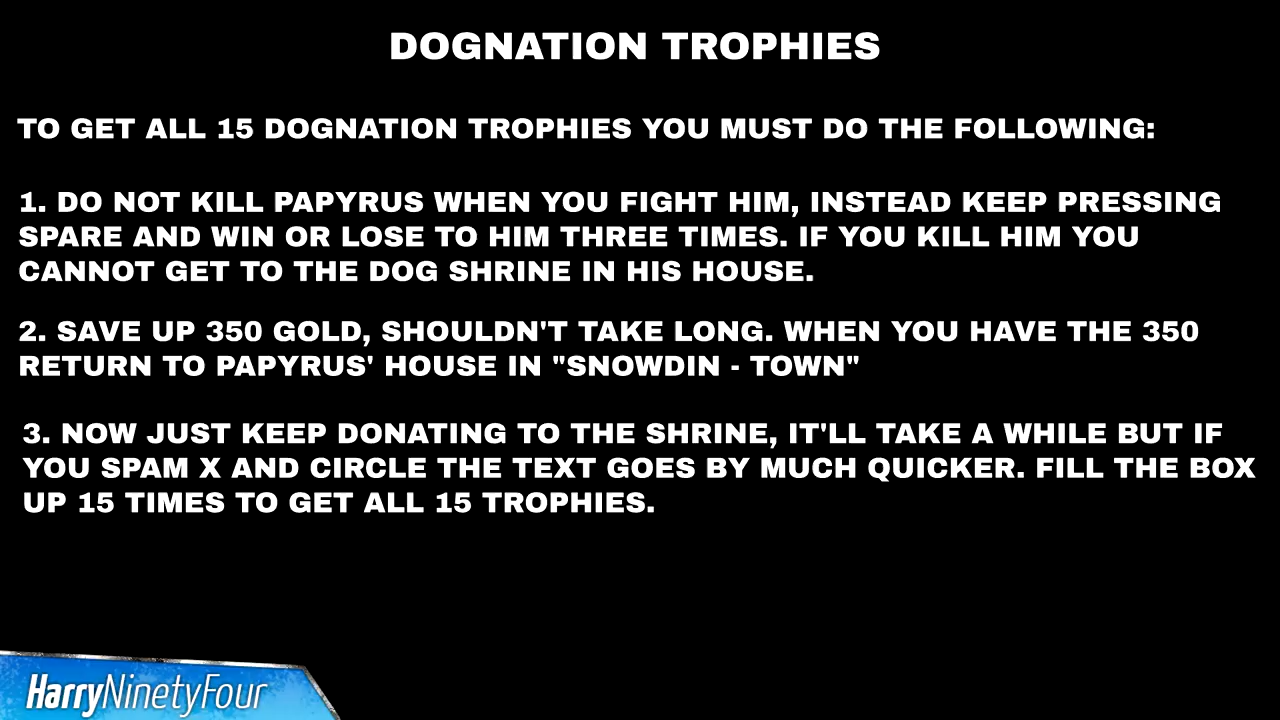 DOGNATION TROPHIES
TO GET ALL 15 DOGNATION TROPHIES YOU MUST DO THE FOLLOWING:
1. DO NOT KILL PAPYRUS WHEN YOU FIGHT HIM, INSTEAD KEEP PRESSING
SPARE AND WIN OR LOSE TO HIM THREE TIMES. IF YOU KILL HIM YOU
CANNOT GET TO THE DOG SHRINE IN HIS HOUSE.
2. SAVE UP 350 GOLD, SHOULDN'T TAKE LONG. WHEN YOU HAVE THE 350
RETURN TO PAPYRUS' HOUSE IN "SNOWDIN - TOWN"
3. NOW JUST KEEP DONATING TO THE SHRINE, IT'LL TAKE A WHILE BUT IF
YOU SPAM X AND CIRCLE THE TEXT GOES BY MUCH QUICKER. FILL THE BOX
UP 15 TIMES TO GET ALL 15 TROPHIES.
HarryNinetyFour